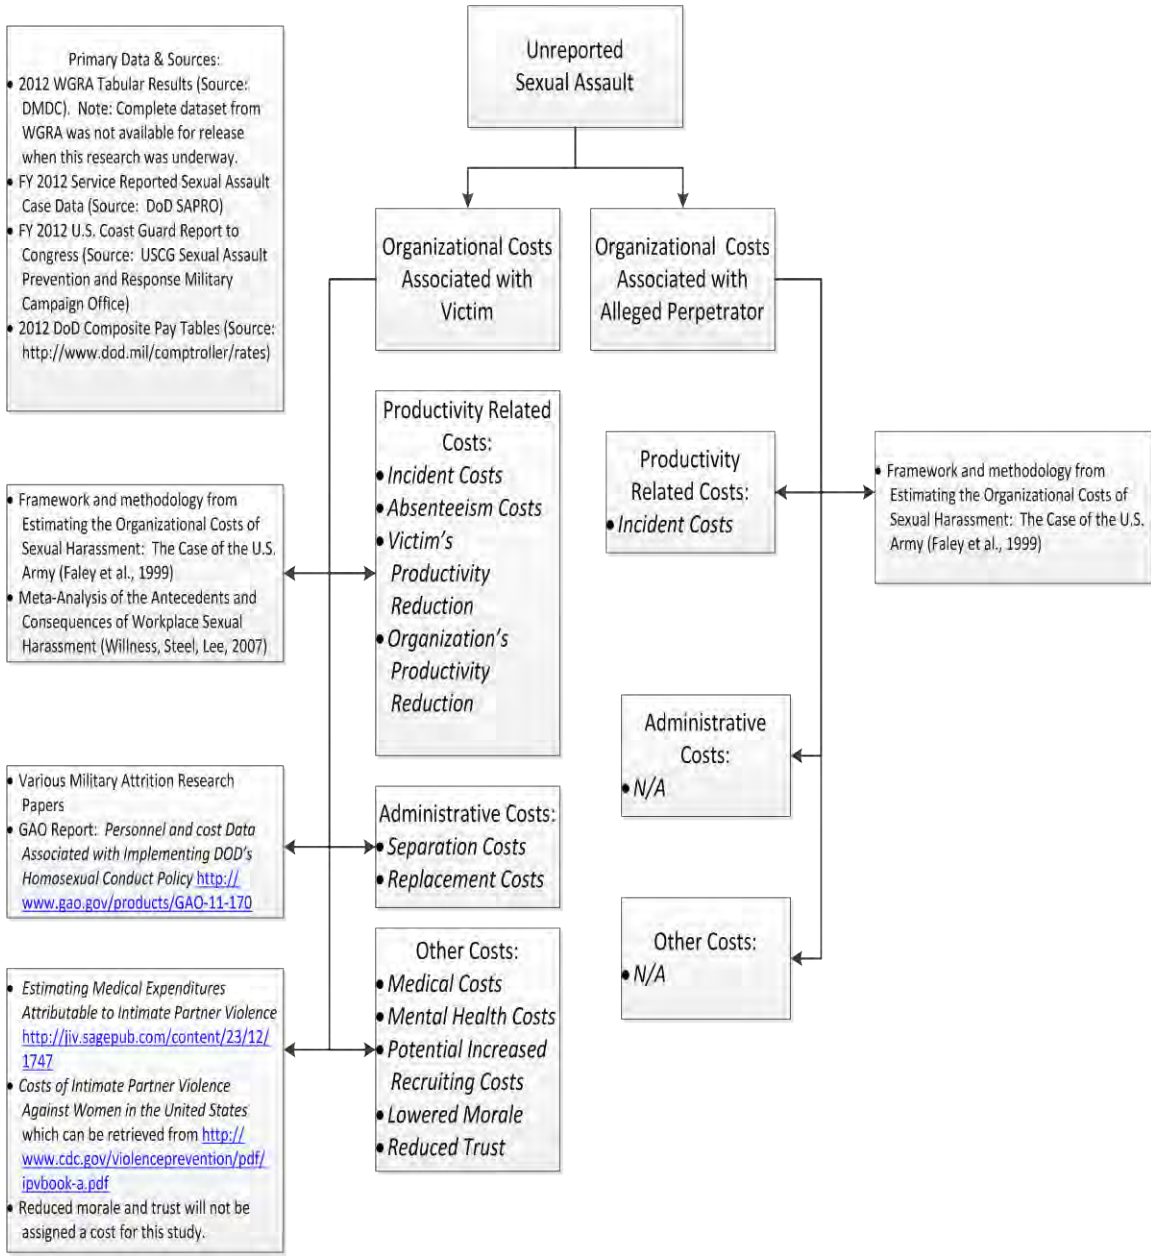 Unreported
Sexual Assault
Primary Data & Sources:
• 2012 WGRA Tabular Results (Source:
DMDC).  Note: Complete dataset from
WGRA was not available for release
when this research was underway.
• FY 2012 Service Reported Sexual Assault
Case Data (Source:  DoD SAPRO)
• FY 2012 U.S. Coast Guard Report to
Congress (Source:  USCG Sexual Assault
Prevention and Response Military
Campaign Office)
• 2012 DoD Composite Pay Tables (Source:
http://www.dod.mil/comptroller/rates)
Organizational Costs
Associated with
Victim
Organizational  Costs
Associated with
Alleged Perpetrator
• Framework and methodology from
Estimating the Organizational Costs of
Sexual Harassment:  The Case of the U.S.
Army (Faley et al., 1999)
• Meta-Analysis of the Antecedents and
Consequences of Workplace Sexual
Harassment (Willness, Steel, Lee, 2007)
Productivity Related
Costs:
• Incident Costs
• Absenteeism Costs
• Victim's
Productivity
Reduction
• Organization's
Productivity
Reduction
Productivity
Related Costs:
• Incident Costs
• Framework and methodology from
Estimating the Organizational Costs of
Sexual Harassment:  The Case of the U.S.
Army (Faley et al., 1999)
• Various Military Attrition Research
Papers
• GAO Report:  Personnel and cost Data
Associated with Implementing DOD's
Homosexual Conduct Policy http://
www.gao.gov/products/GAO-11-170
Administrative Costs:
• Separation Costs
• Replacement Costs
Administrative
Costs:
• N/A
• Estimating Medical Expenditures
Attributable to Intimate Partner Violence
http://jiv.sagepub.com/content/23/12/
1747
• Costs of Intimate Partner Violence
Against Women in the United States
which can be retrieved from http://
www.cdc.gov/violenceprevention/pdf/
ipvbook-a.pdf
• Reduced morale and trust will not be
assigned a cost for this study.
Other Costs:
• Medical Costs
• Mental Health Costs
• Potential Increased
Recruiting Costs
• Lowered Morale
• Reduced Trust
Other Costs:
• N/A